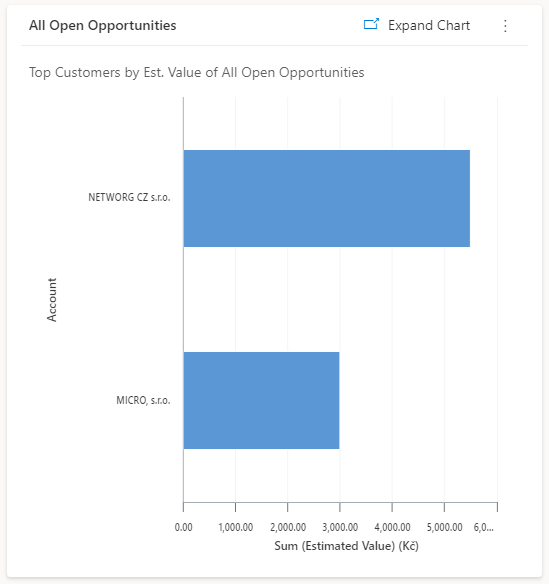 All Open Opportunities
Expand Chart
Top Customers by Est. Value of All Open Opportunities
NETWORG CZ s.r.o.
Account
MICRO, s.r.o.
0.00 1,000.00 2,000.00 3,000.00 4,000.00 5,000.00 6,0...
Sum (Estimated Value) (Kč)